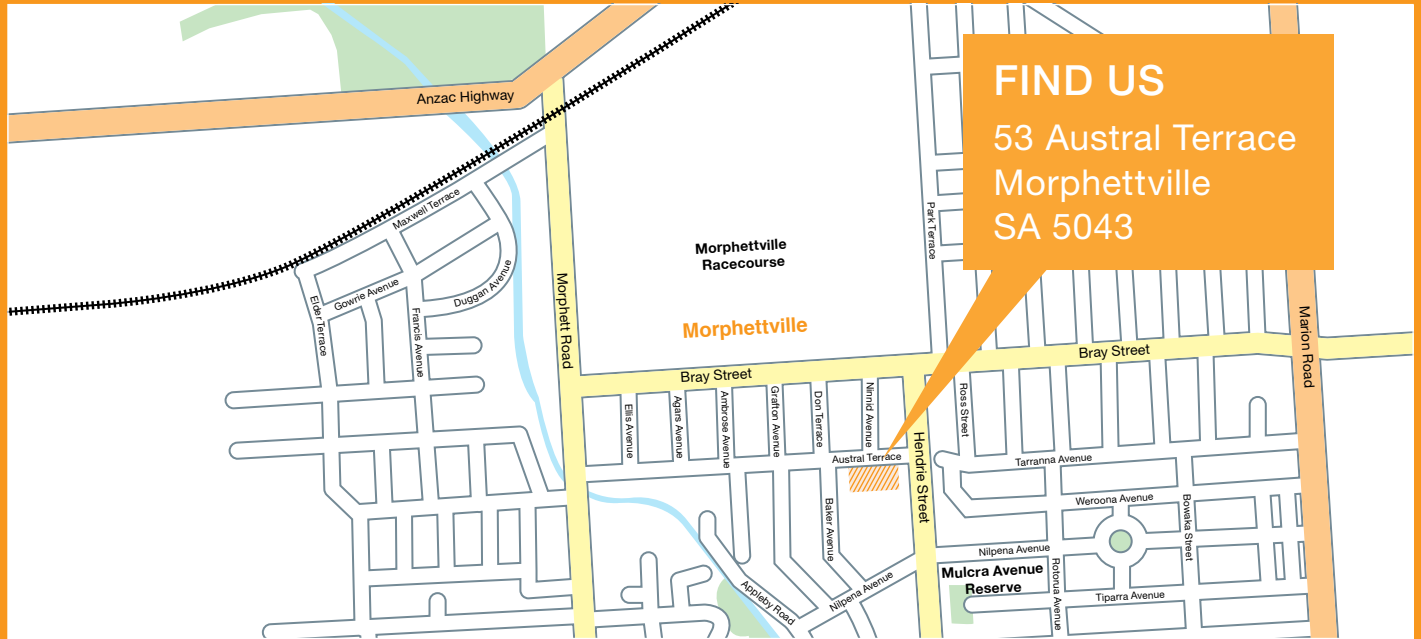 FIND US
53 Austral Terrace
Morphettville
SA 5043
Anzac Highway
Maxwell Terrace
Gowrie Avenue
Duggan Avenue
Elder Terrace
Francis Avenue
Morphett Road
Morphettville
Racecourse
Morphettville
Park Terrace
Bray Street
Bray Street
Marion Road
Ellis Avenue
Agars Avenue
Ambrose Avenue
Grafton Avenue
Don Terrace
Ninnid Avenue
Ross Street
Austral Terrace
Hendrie Street
Tarranna Avenue
Weroona Avenue
Bowaka Street
Baker Avenue
Nilpena Avenue
Mulcra Avenue
Reserve
Rotorua Avenue
Tiparra Avenue
Appleby Road
Nilpena Avenue